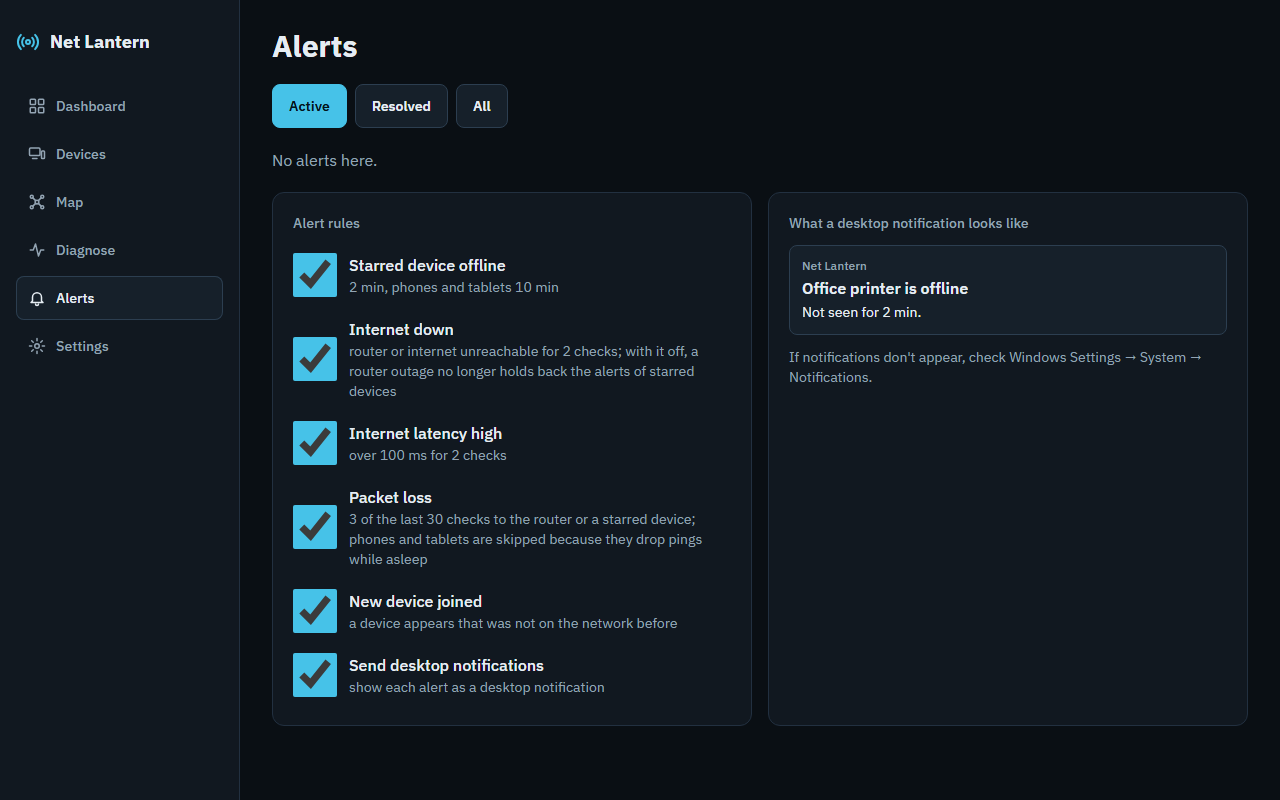 Net Lantern
Dashboard
Devices
Map
Diagnose
Alerts
Settings
Alerts
Active
Resolved
All
No alerts here.
Alert rules
Starred device offline
2 min, phones and tablets 10 min
Internet down
router or internet unreachable for 2 checks; with it off, a
router outage no longer holds back the alerts of starred
devices
Internet latency high
over 100 ms for 2 checks
Packet loss
3 of the last 30 checks to the router or a starred device;
phones and tablets are skipped because they drop pings
while asleep
New device joined
a device appears that was not on the network before
Send desktop notifications
show each alert as a desktop notification
What a desktop notification looks like
Net Lantern
Office printer is offline
Not seen for 2 min.
If notifications don't appear, check Windows Settings → System →
Notifications.